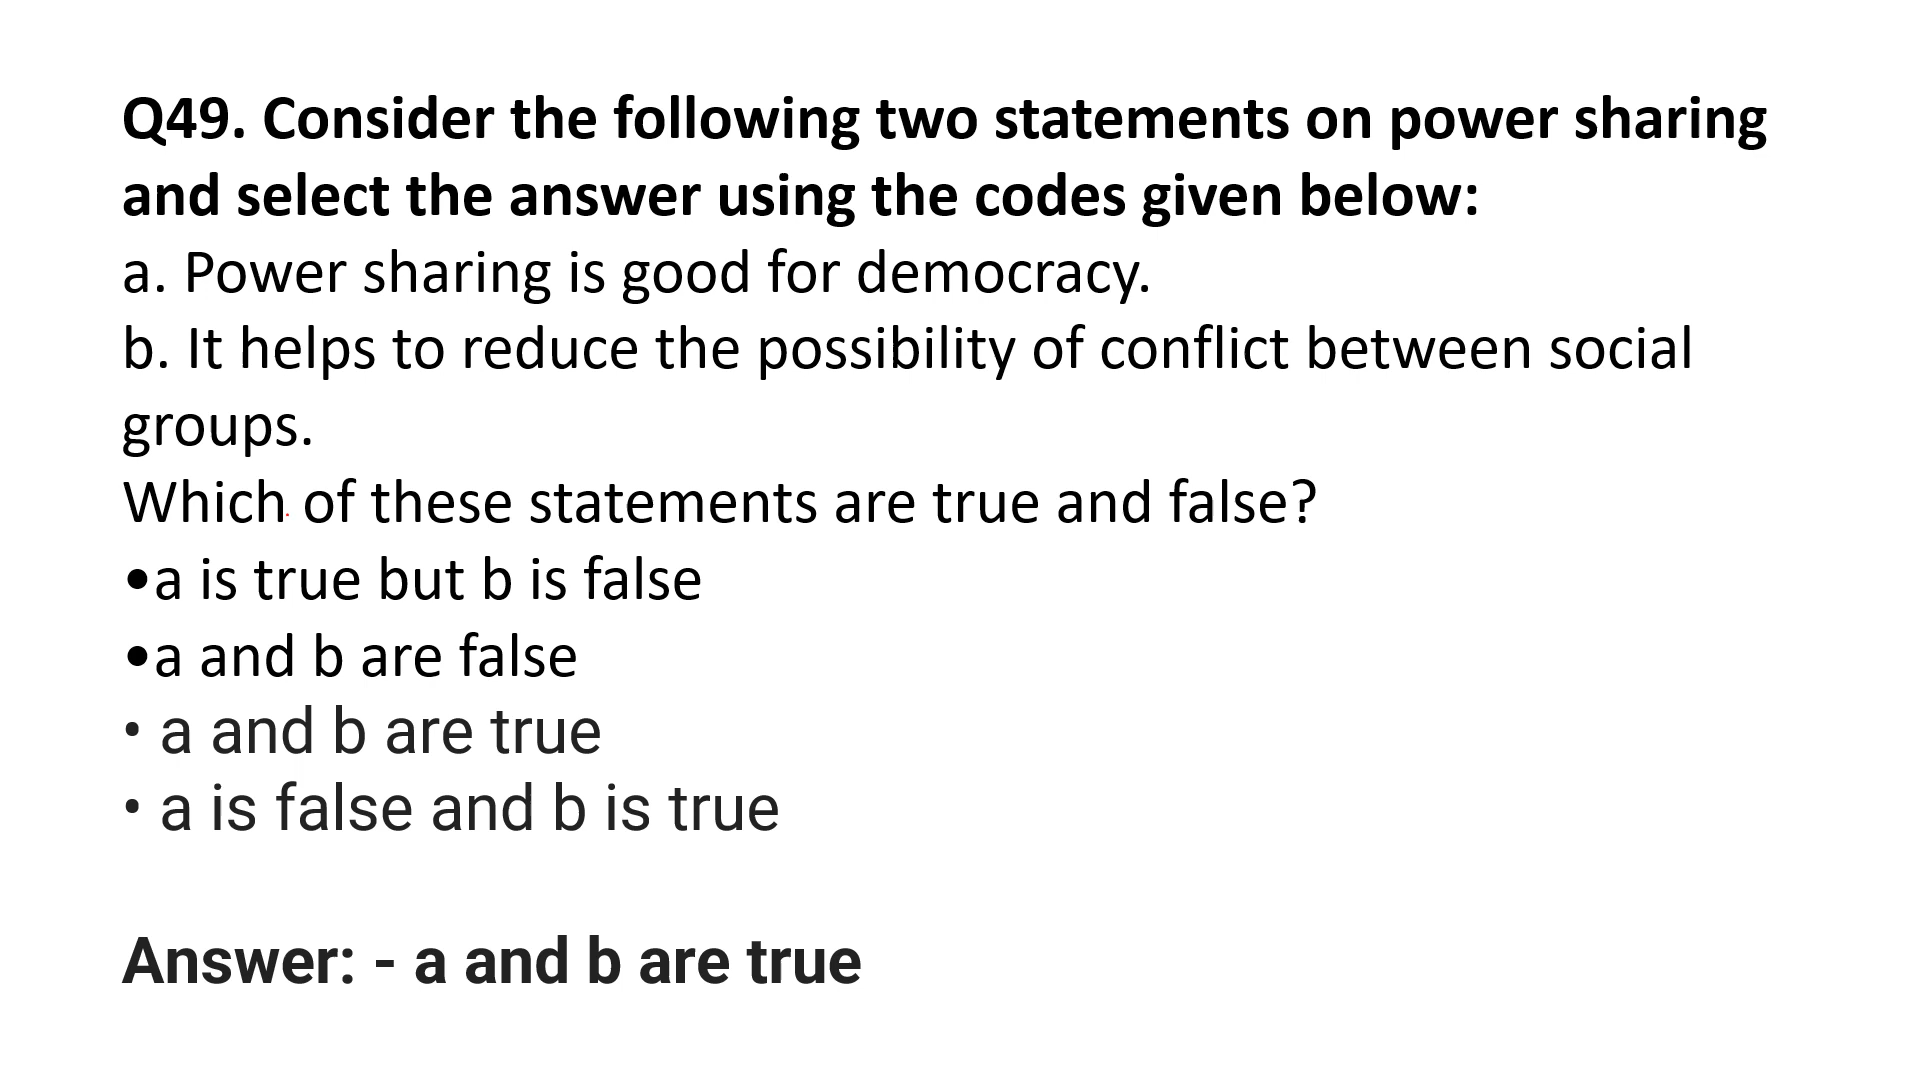 Q49. Consider the following two statements on power sharing
and select the answer using the codes given below:
a. Power sharing is good for democracy.
b. It helps to reduce the possibility of conflict between social
groups.
Which of these statements are true and false?
•a is true but b is false
•a and b are false
• a and b are true
• a is false and b is true
Answer: - a and b are true